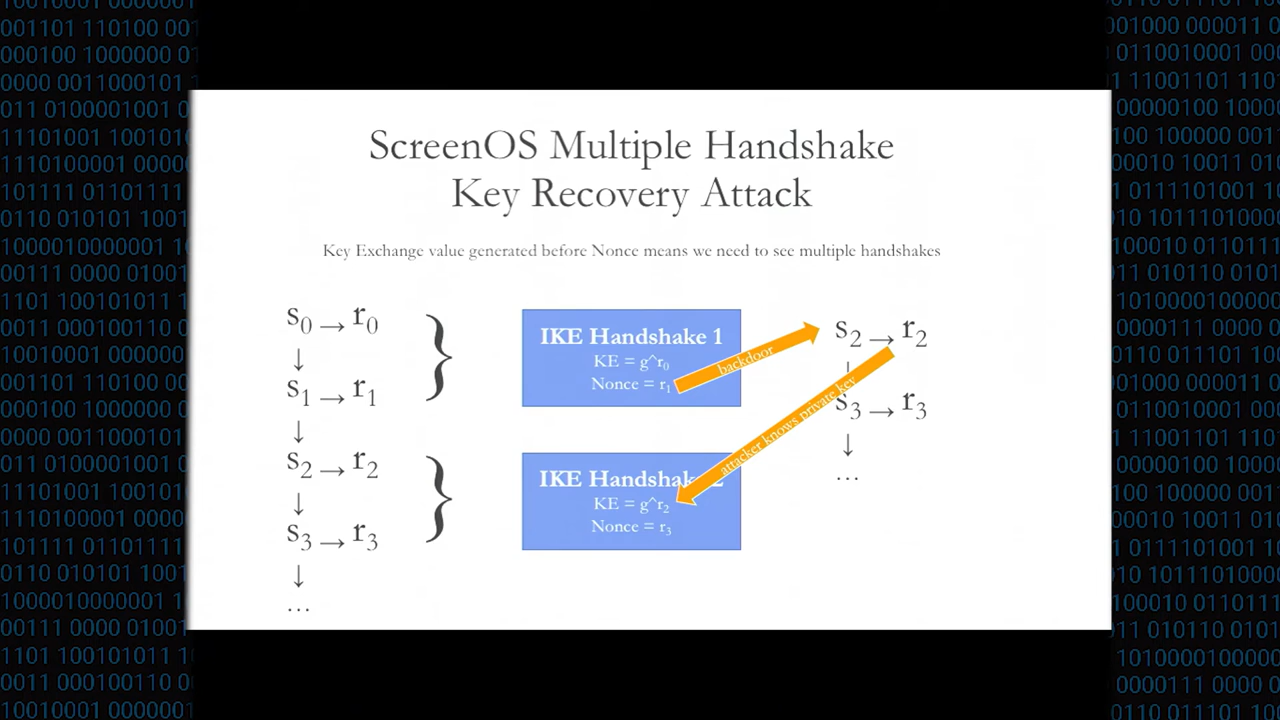 ScreenOS Multiple Handshake
Key Recovery Attack
Key Exchange value generated before Nonce means we need to see multiple handshakes
s₀ → r₀
↓
s₁ → r₁
↓
s₂ → r₂
↓
s₃ → r₃
↓
...
}
}
IKE Handshake 1
KE = g^r₀
Nonce = r₁
IKE Handshake 2
KE = g^r₂
Nonce = r₃
backdoor
attacker knows private key
s₂ → r₂
↓
s₃ → r₃
↓
...